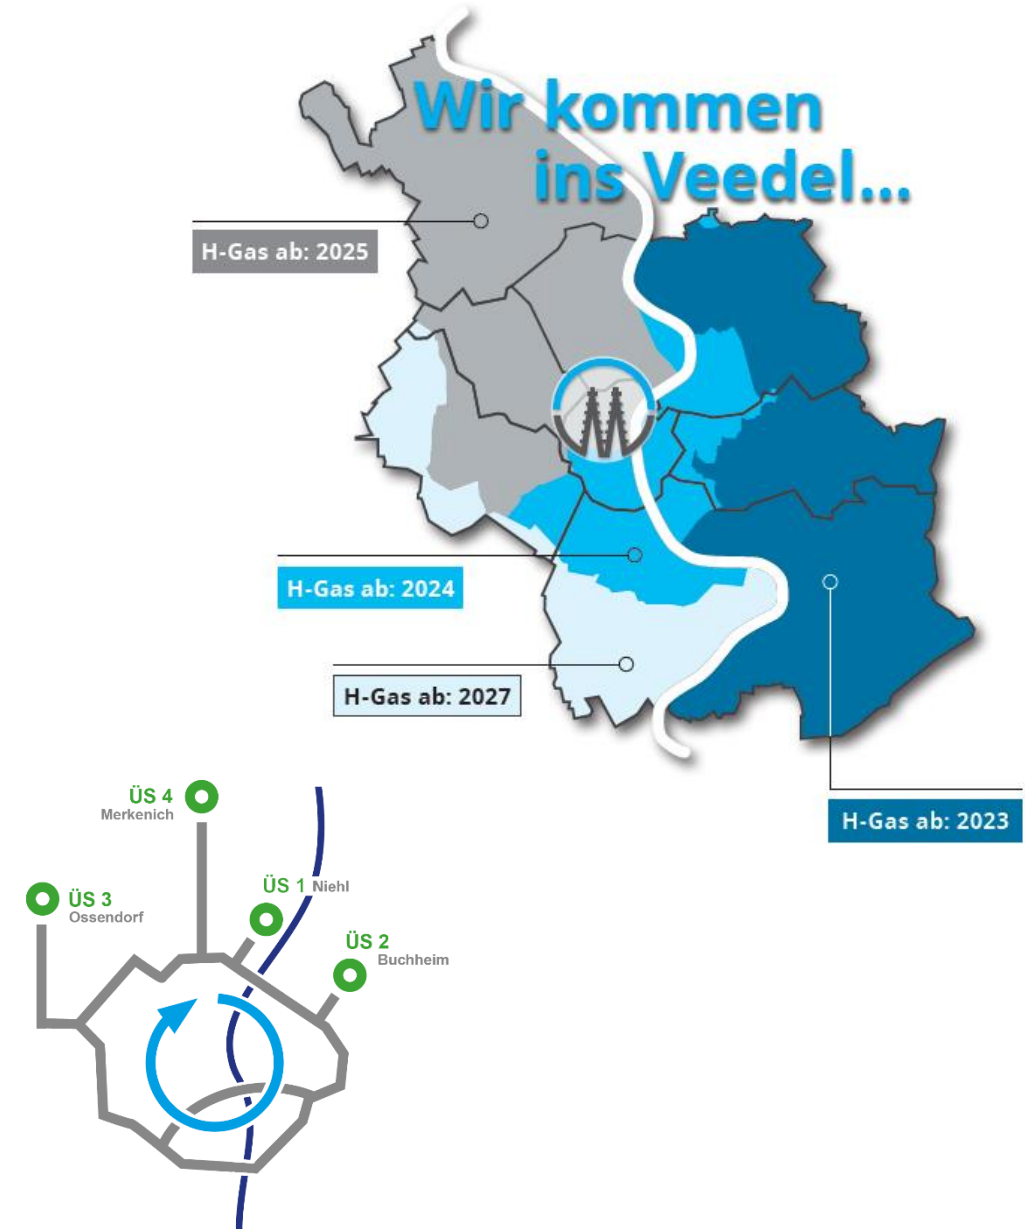 Wir kommen
ins Veedel...
H-Gas ab: 2025
H-Gas ab: 2024
H-Gas ab: 2027
H-Gas ab: 2023
ÜS 4
Merkenich
ÜS 1 Niehl
ÜS 3
Ossendorf
ÜS 2
Buchheim